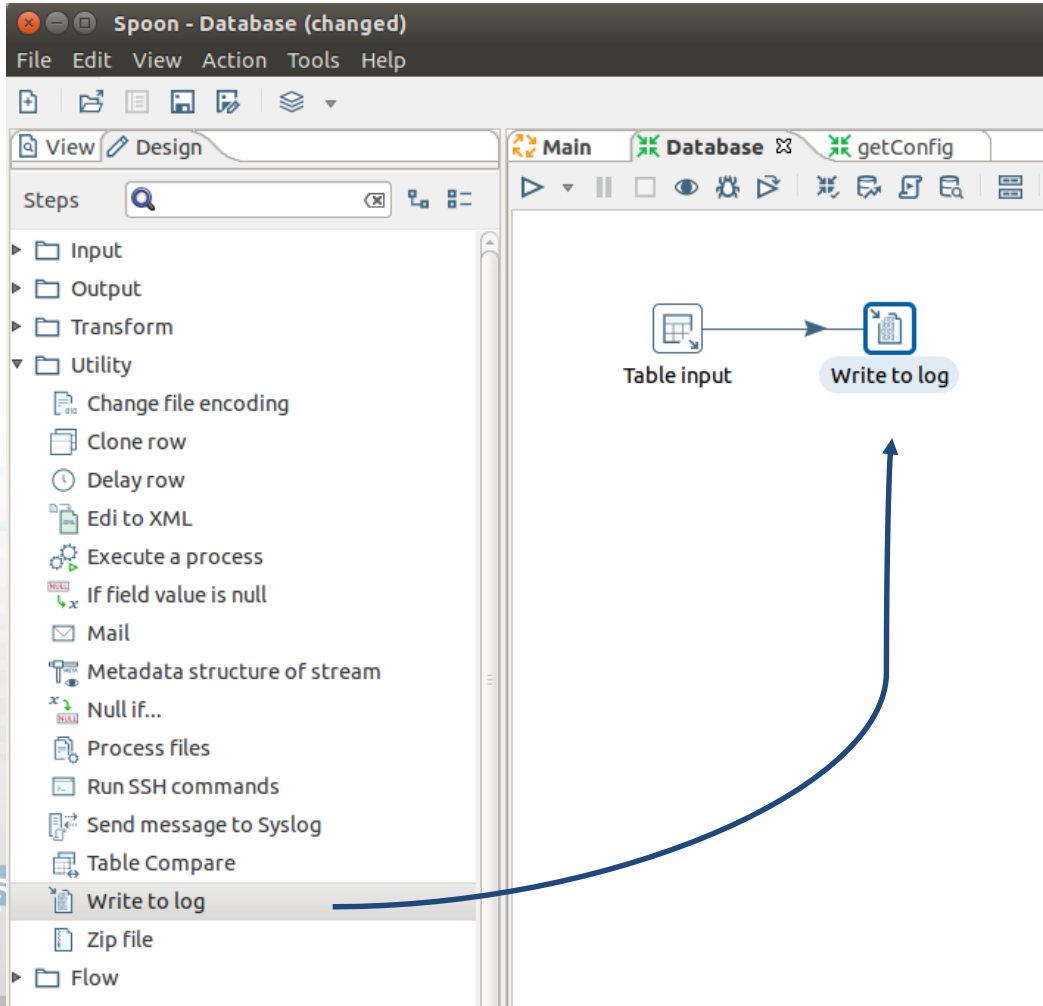 Spoon - Database (changed)
File Edit View Action Tools Help
View Design
Main Database getConfig
Steps
Input
Output
Transform
Utility
Change file encoding
Clone row
Delay row
Edi to XML
Execute a process
If field value is null
Mail
Metadata structure of stream
Null if...
Process files
Run SSH commands
Send message to Syslog
Table Compare
Write to log
Zip file
Flow
Table input
Write to log